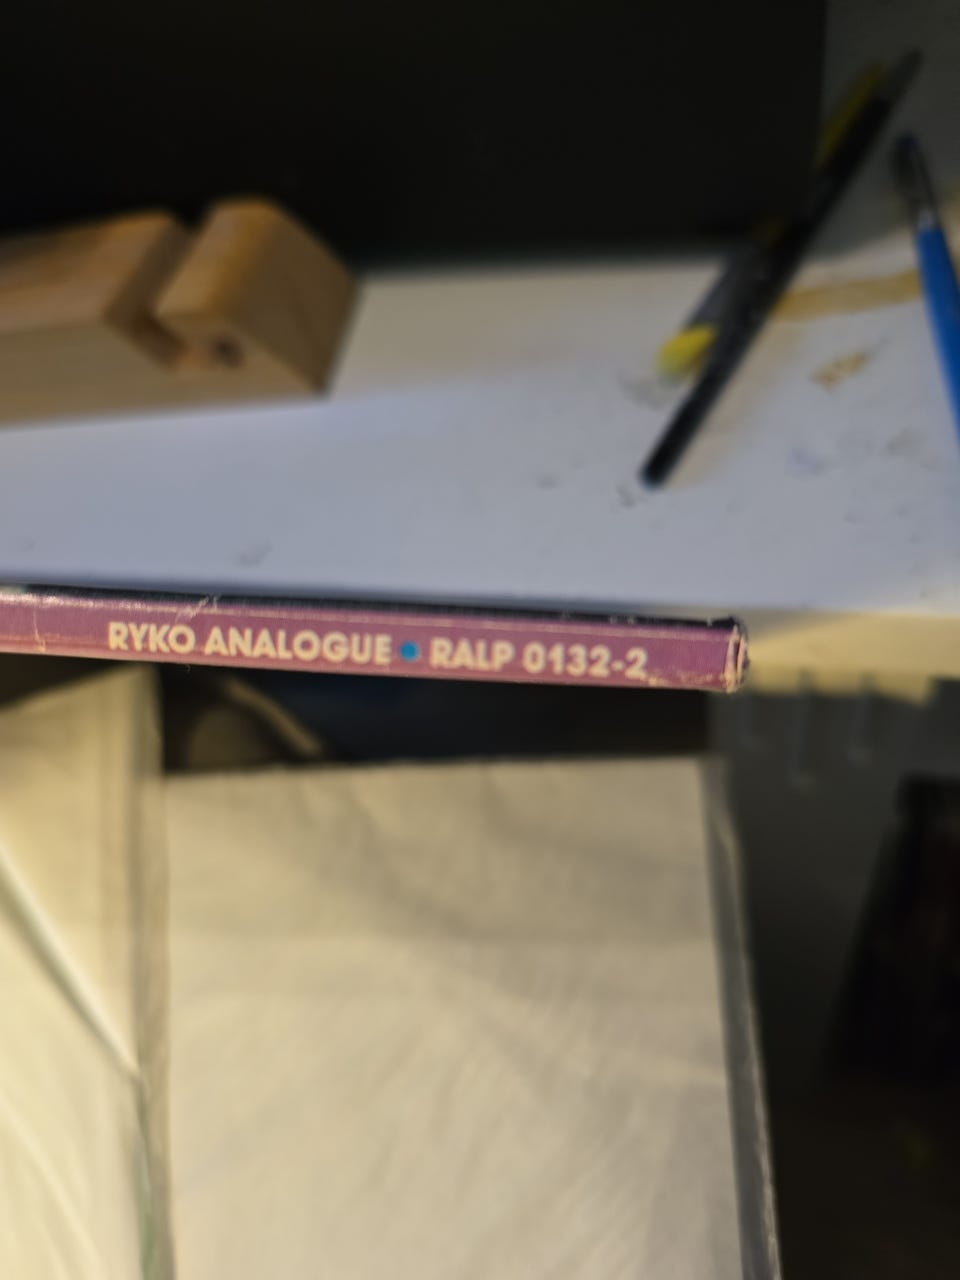 RYKO ANALOGUE • RALP 0132-2